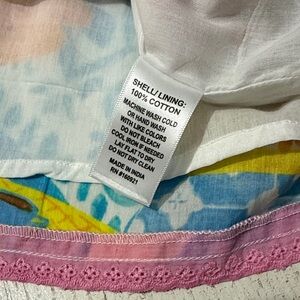 SHELL/ LINING:
100% COTTON
MACHINE WASH COLD
OR HAND WASH
WITH LIKE COLORS
DO NOT BLEACH
COOL IRON IF NEEDED
LAY FLAT TO DRY
DO NOT DRY CLEAN
MADE IN INDIA
RN #166921